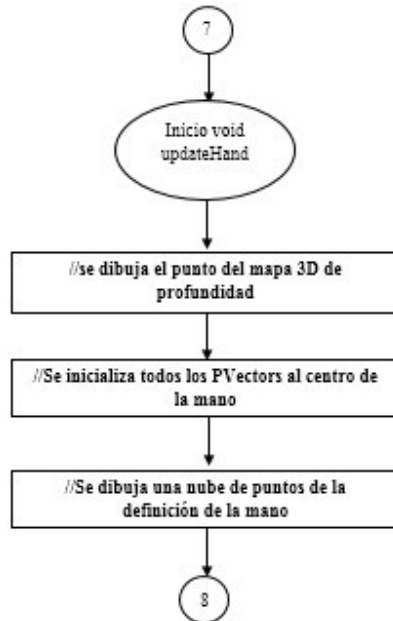 7
Inicio void
updateHand
//se dibuja el punto del mapa 3D de
profundidad
//Se inicializa todos los PVectors al centro de
la mano
//Se dibuja una nube de puntos de la
definición de la mano
8